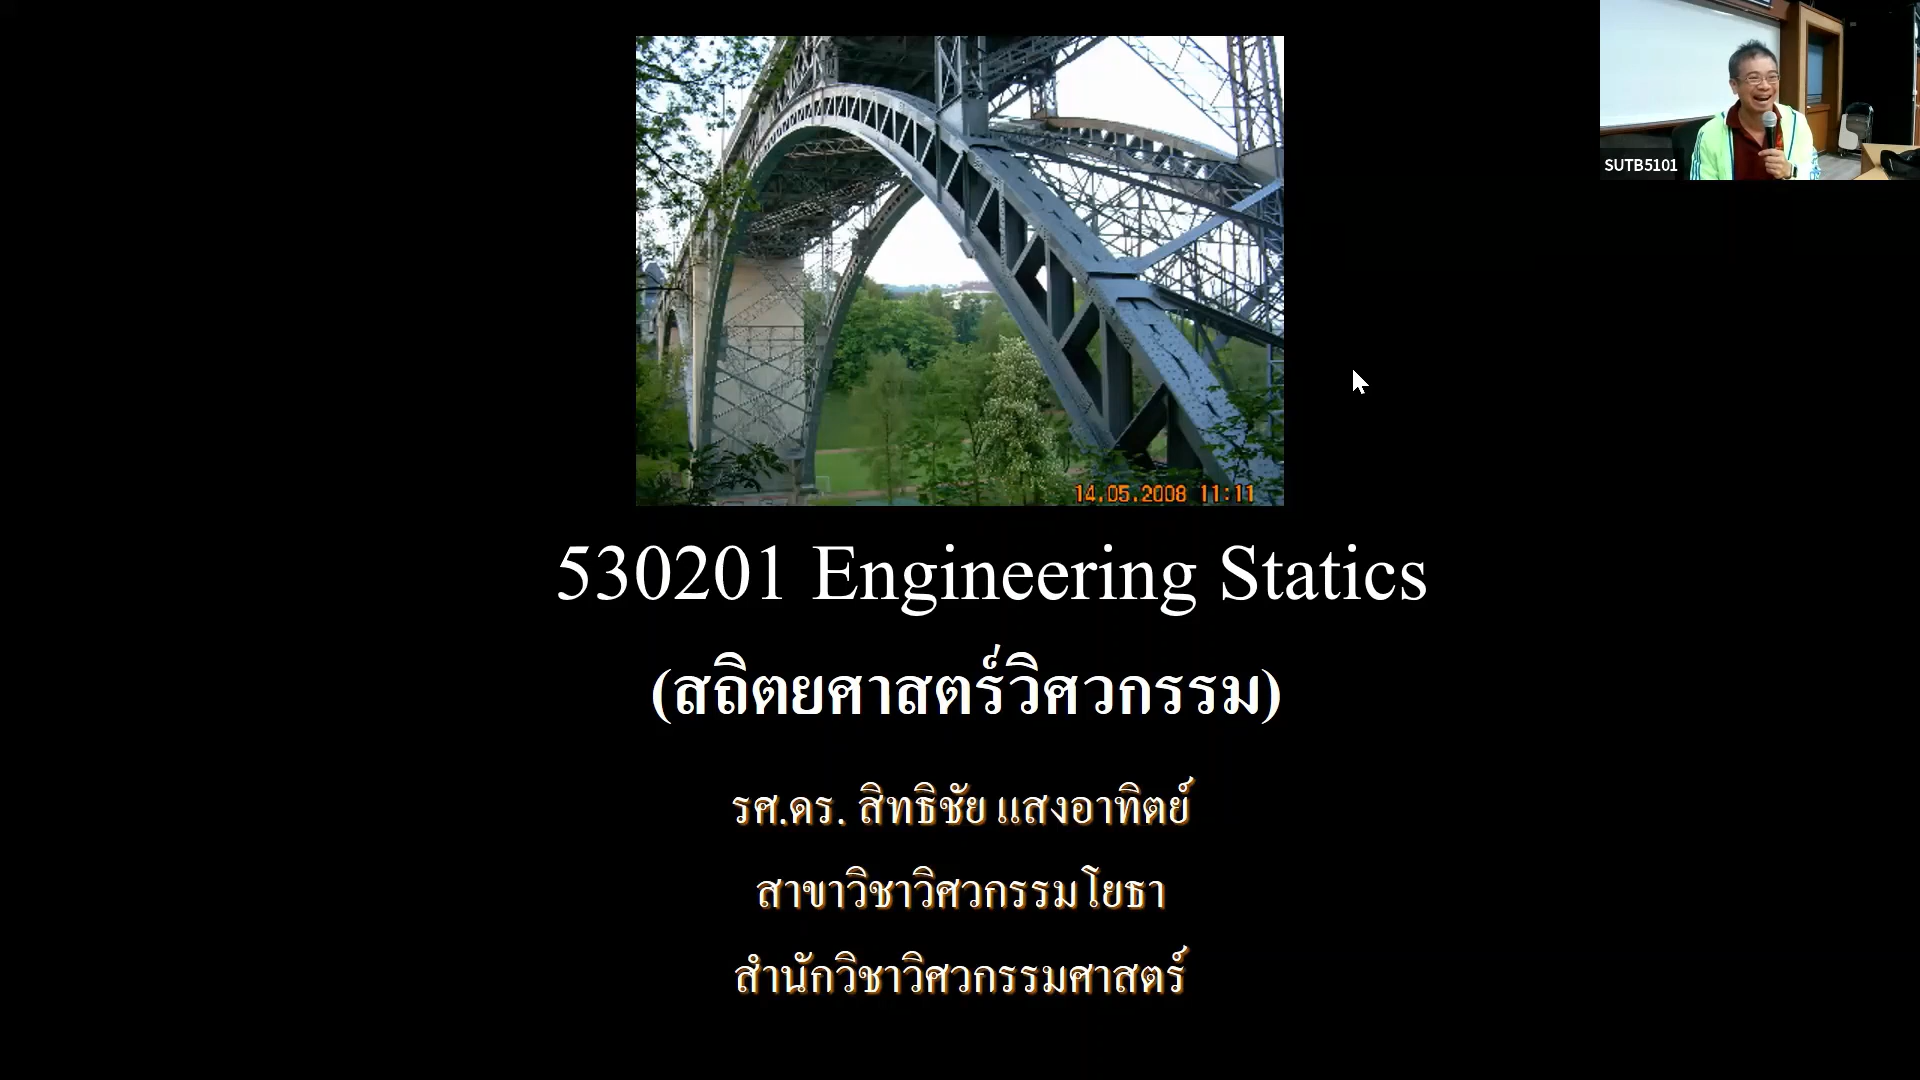 SUTB5101
14.05.2008 11:11
530201 Engineering Statics
(สถิตยศาสตร์วิศวกรรม)
รศ.ดร. สิทธิชัย แสงอาทิตย์
สาขาวิชาวิศวกรรมโยธา
สำนักวิชาวิศวกรรมศาสตร์